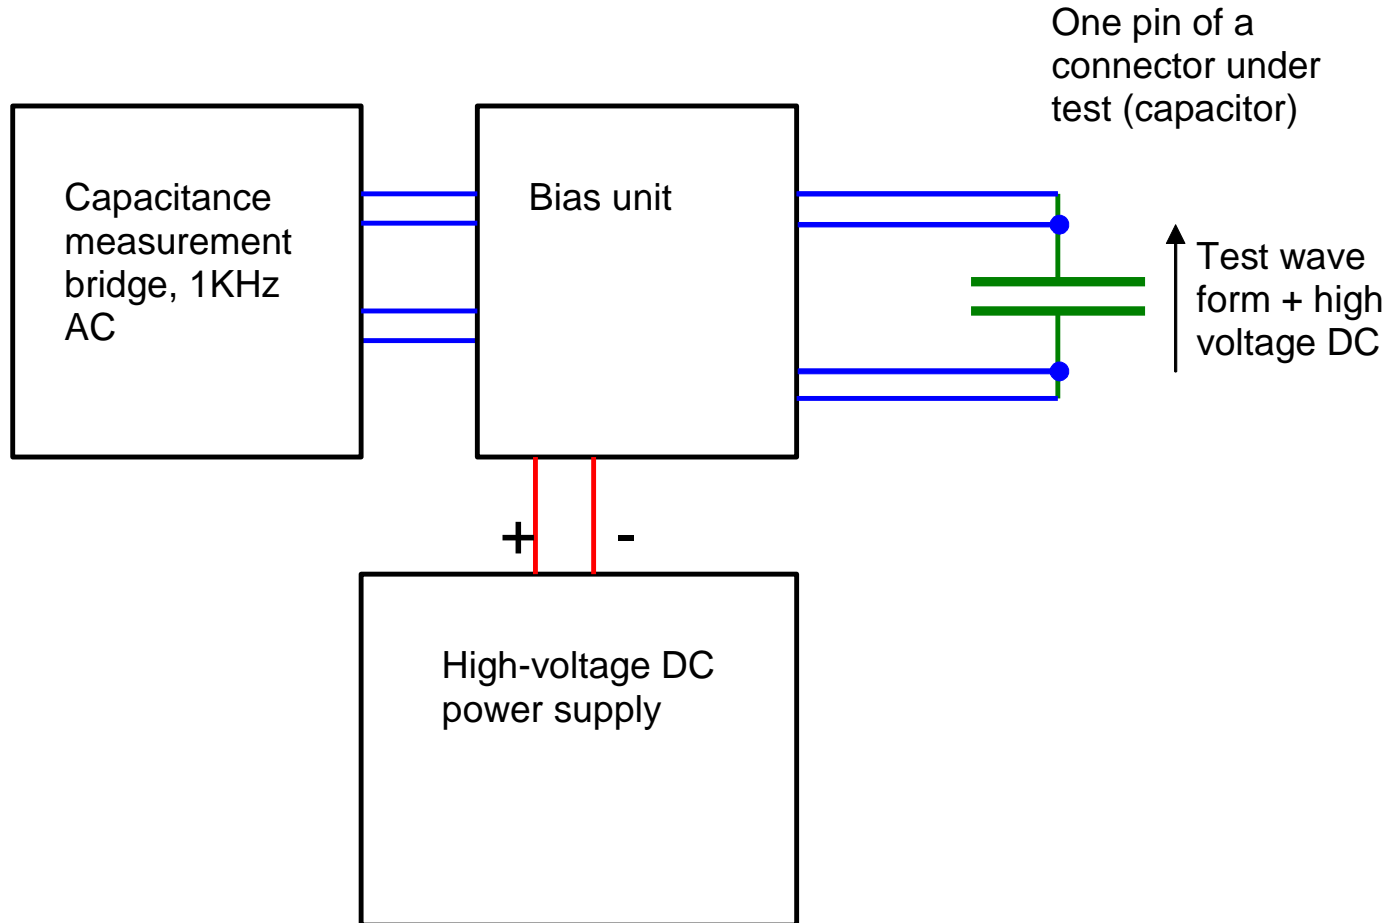 One pin of a
connector under
test (capacitor)
Capacitance
measurement
bridge, 1KHz
AC
Bias unit
Test wave
form + high
voltage DC
+
-
High-voltage DC
power supply